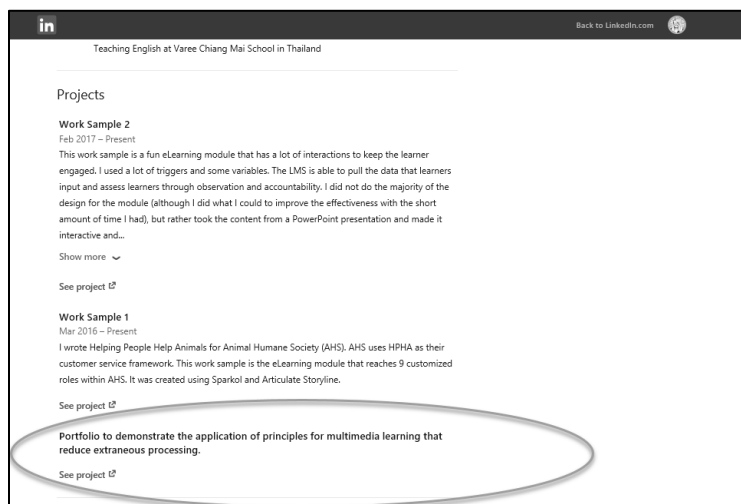 in
Back to LinkedIn.com
Teaching English at Varee Chiang Mai School in Thailand
Projects
Work Sample 2
Feb 2017 – Present
This work sample is a fun eLearning module that has a lot of interactions to keep the learner
engaged. I used a lot of triggers and some variables. The LMS is able to pull the data that learners
input and assess learners through observation and accountability. I did not do the majority of the
design for the module (although I did what I could to improve the effectiveness with the short
amount of time I had), but rather took the content from a PowerPoint presentation and made it
interactive and...
Show more
See project
Work Sample 1
Mar 2016 – Present
I wrote Helping People Help Animals for Animal Humane Society (AHS). AHS uses HPHA as their
customer service framework. This work sample is the eLearning module that reaches 9 customized
roles within AHS. It was created using Sparkol and Articulate Storyline.
See project
Portfolio to demonstrate the application of principles for multimedia learning that
reduce extraneous processing.
See project